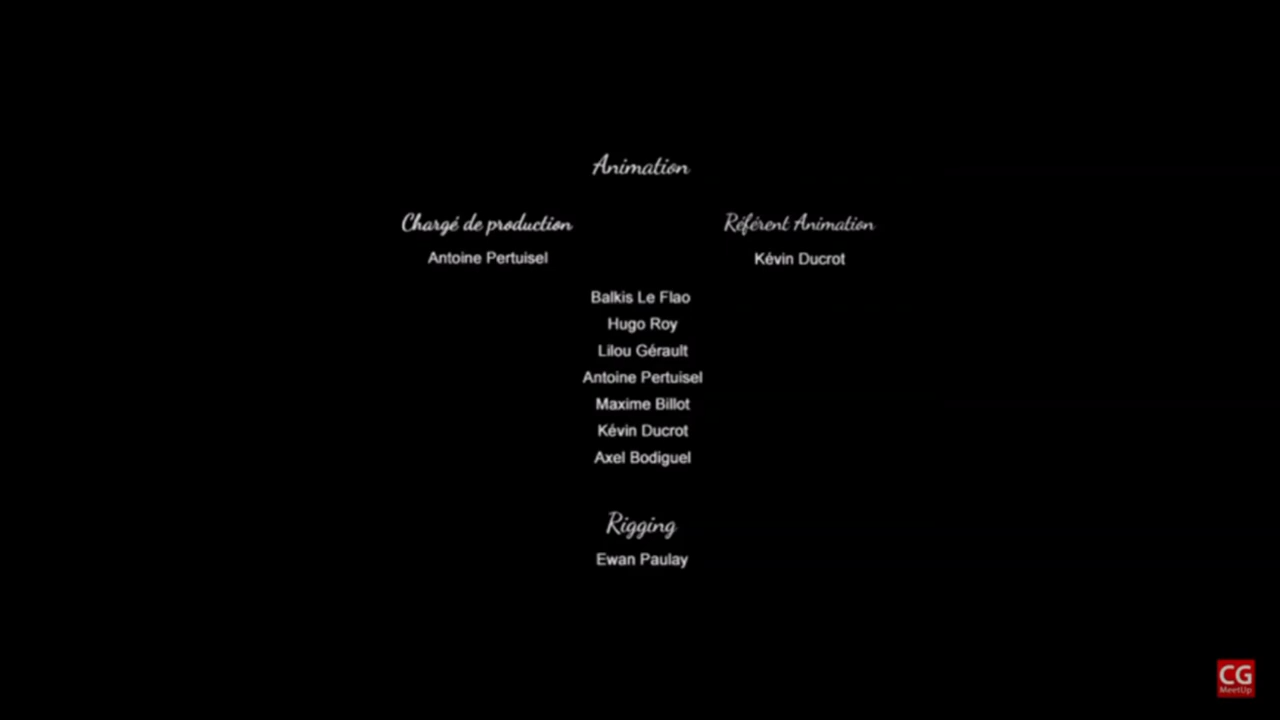 Animation
Chargé de production
Référent Animation
Antoine Pertuisel
Kévin Ducrot
Balkis Le Flao
Hugo Roy
Lilou Gérault
Antoine Pertuisel
Maxime Billot
Kévin Ducrot
Axel Bodiguel
Rigging
Ewan Paulay
CG
MeetUp